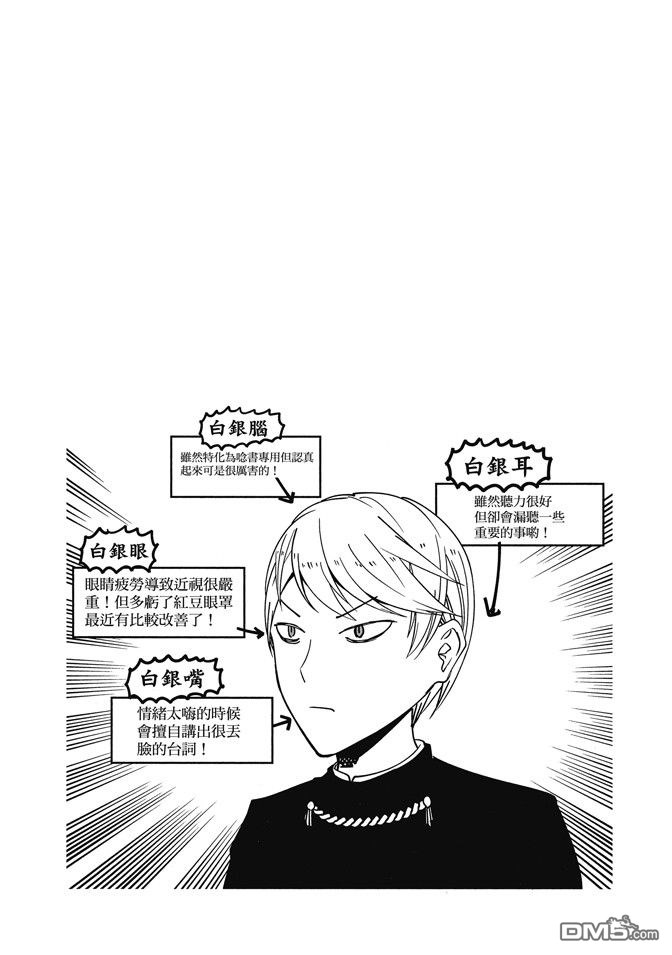 白銀腦
雖然特化為唸書專用但認真
起來可是很厲害的！
白銀耳
雖然聽力很好
但卻會漏聽一些
重要的事喲！
白銀眼
眼睛疲勞導致近視很嚴
重！但多虧了紅豆眼罩
最近有比較改善了！
白銀嘴
情緒太嗨的時候
會擅自講出很丟
臉的台詞！
DM5.com